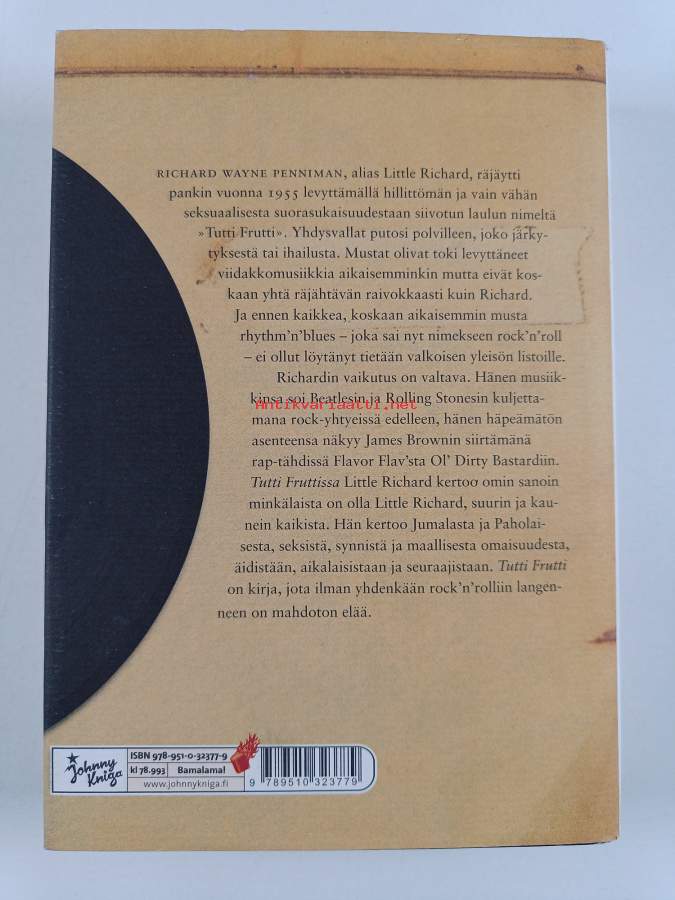 RICHARD WAYNE PENNIMAN, alias Little Richard, räjäytti
pankin vuonna 1955 levyttämällä hillittömän ja vain vähän
seksuaalisesta suorasukaisuudestaan siivotun laulun nimeltä
»Tutti Frutti». Yhdysvallat putosi polvilleen, joko järky-
tyksestä tai ihailusta. Mustat olivat toki levyttäneet
viidakkomusiikkia aikaisemminkin mutta eivät kos-
kaan yhtä räjähtävän raivokkaasti kuin Richard.
Ja ennen kaikkea, koskaan aikaisemmin musta
rhythm'n'blues – joka sai nyt nimekseen rock'n'roll
– ei ollut löytänyt tietään valkoisen yleisön listoille.
Richardin vaikutus on valtava. Hänen musiik-
kinsa soi Beatlesin ja Rolling Stonesin kuljetta-
Antikvariaatti.net
mana rock-yhtyeissä edelleen, hänen häpeämätön
asenteensa näkyy James Brownin siirtämänä
rap-tähdissä Flavor Flav'sta Ol' Dirty Bastardiin.
Tutti Fruttissa Little Richard kertoo omin sanoin
minkälaista on olla Little Richard, suurin ja kau-
nein kaikista. Hän kertoo Jumalasta ja Paholai-
sesta, seksistä, synnistä ja maallisesta omaisuudesta,
äidistään, aikalaisistaan ja seuraajistaan. Tutti Frutti
on kirja, jota ilman yhdenkään rock'n'rolliin langen-
neen on mahdoton elää.
Johnny Kniga
ISBN 978-951-0-32377-9
kl 78.993 Bamalama!
www.johnnykniga.fi
9 789510 323779